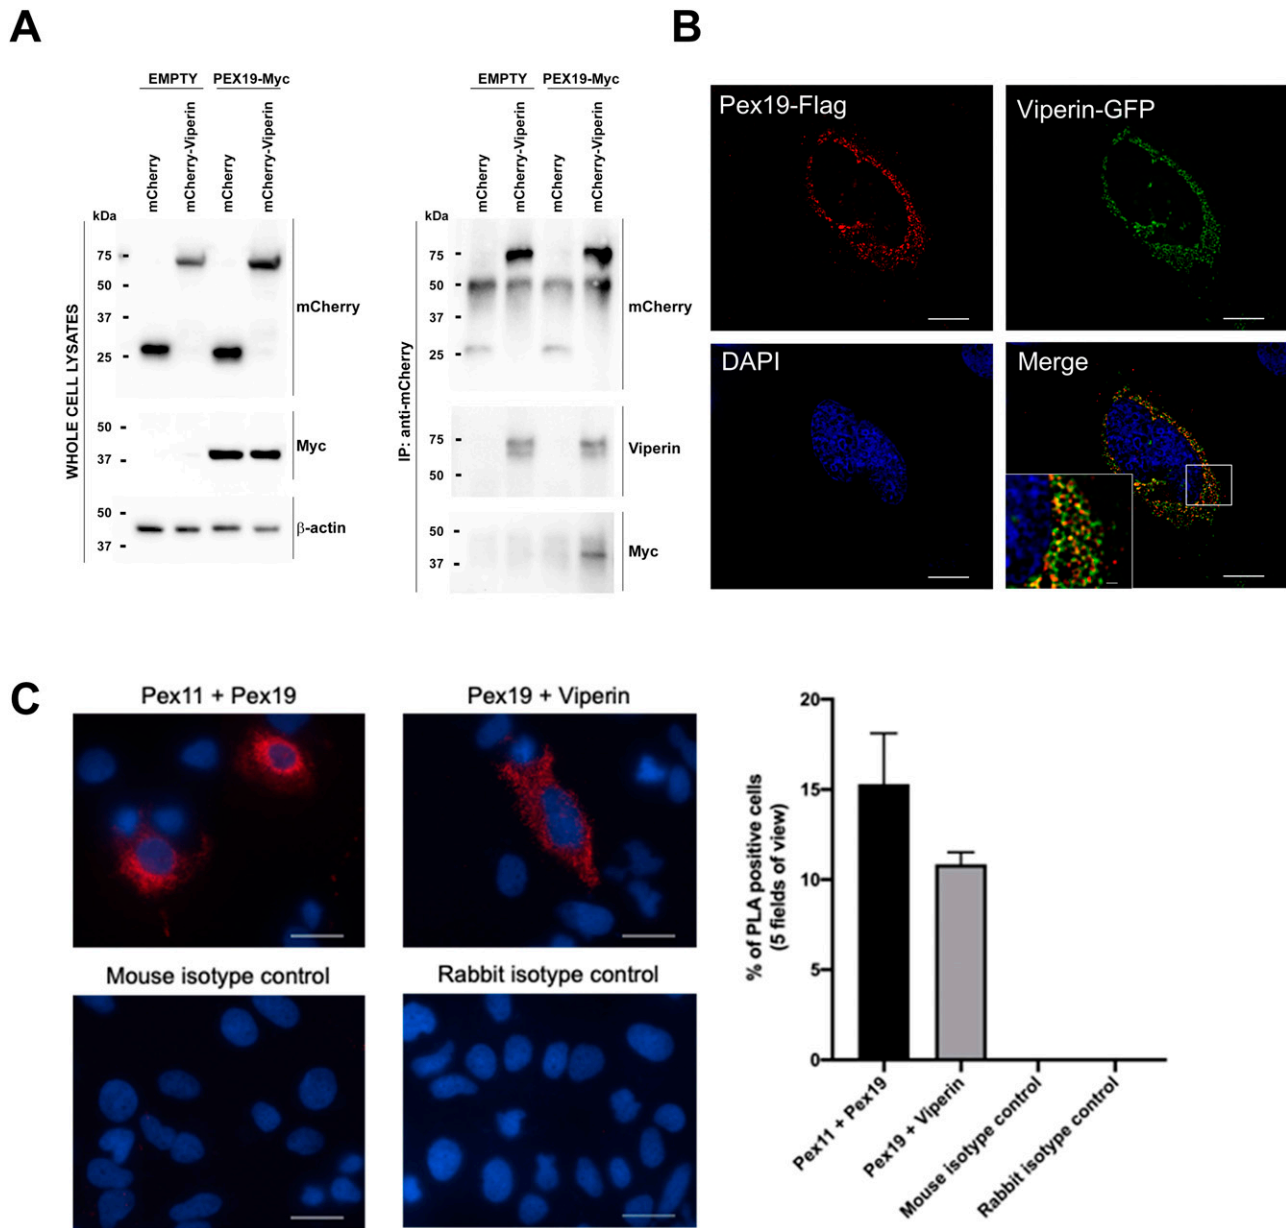 A
EMPTY PEX19-Myc
mCherry
mCherry-Viperin
mCherry
mCherry-Viperin
kDa
75
50
37
25
mCherry
50
37
Myc
50
37
β-actin
WHOLE CELL LYSATES
EMPTY PEX19-Myc
mCherry
mCherry-Viperin
mCherry
mCherry-Viperin
kDa
75
50
37
25
mCherry
75
50
Viperin
50
37
Myc
IP: anti-mCherry
B
Pex19-Flag
Viperin-GFP
DAPI
Merge
C
Pex11 + Pex19
Pex19 + Viperin
Mouse isotype control
Rabbit isotype control
% of PLA positive cells
(5 fields of view)
20
15
10
5
0
Pex11 + Pex19
Pex19 + Viperin
Mouse isotype control
Rabbit isotype control